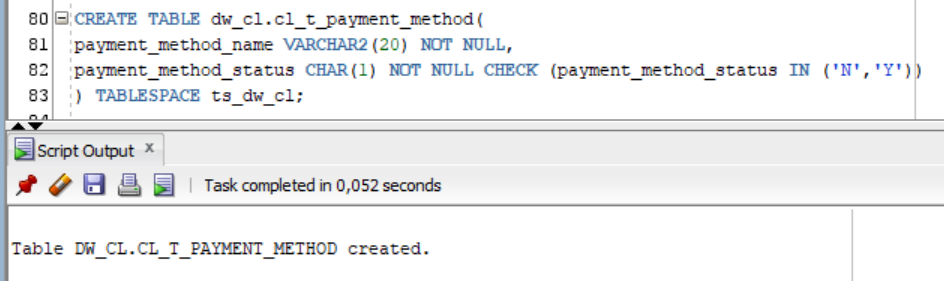 80 CREATE TABLE dw_cl.cl_t_payment_method(
81 payment_method_name VARCHAR2(20) NOT NULL,
82 payment_method_status CHAR(1) NOT NULL CHECK (payment_method_status IN ('N','Y'))
83 ) TABLESPACE ts_dw_cl;
Script Output x
Task completed in 0,052 seconds
Table DW_CL.CL_T_PAYMENT_METHOD created.